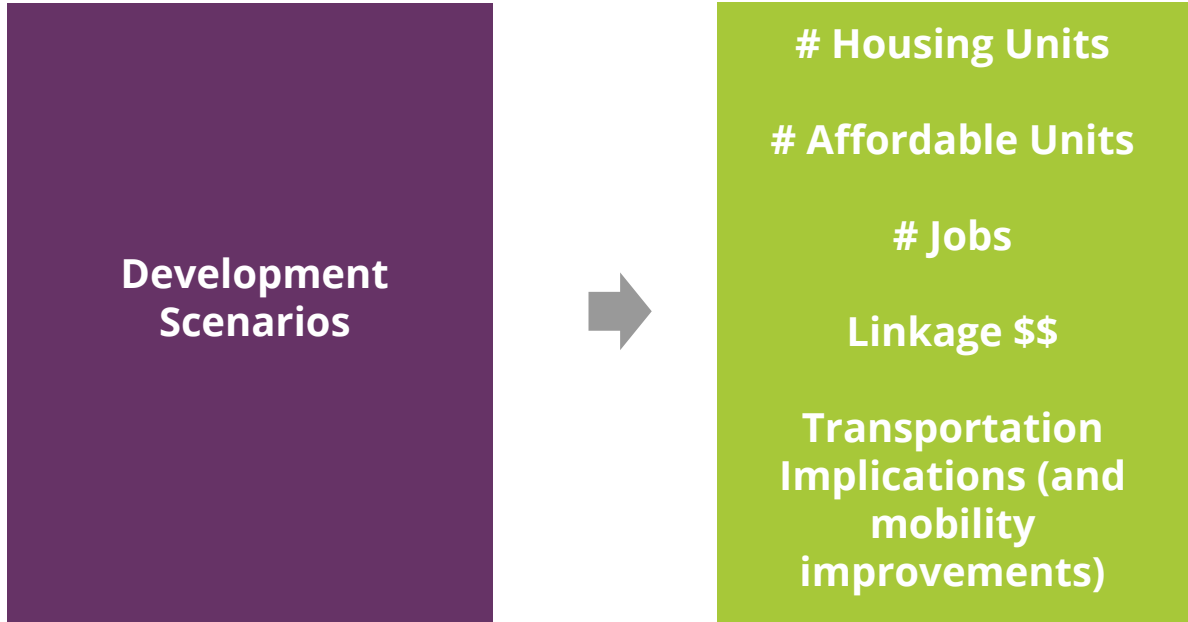 Development
Scenarios
# Housing Units
# Affordable Units
# Jobs
Linkage $$
Transportation
Implications (and
mobility
improvements)